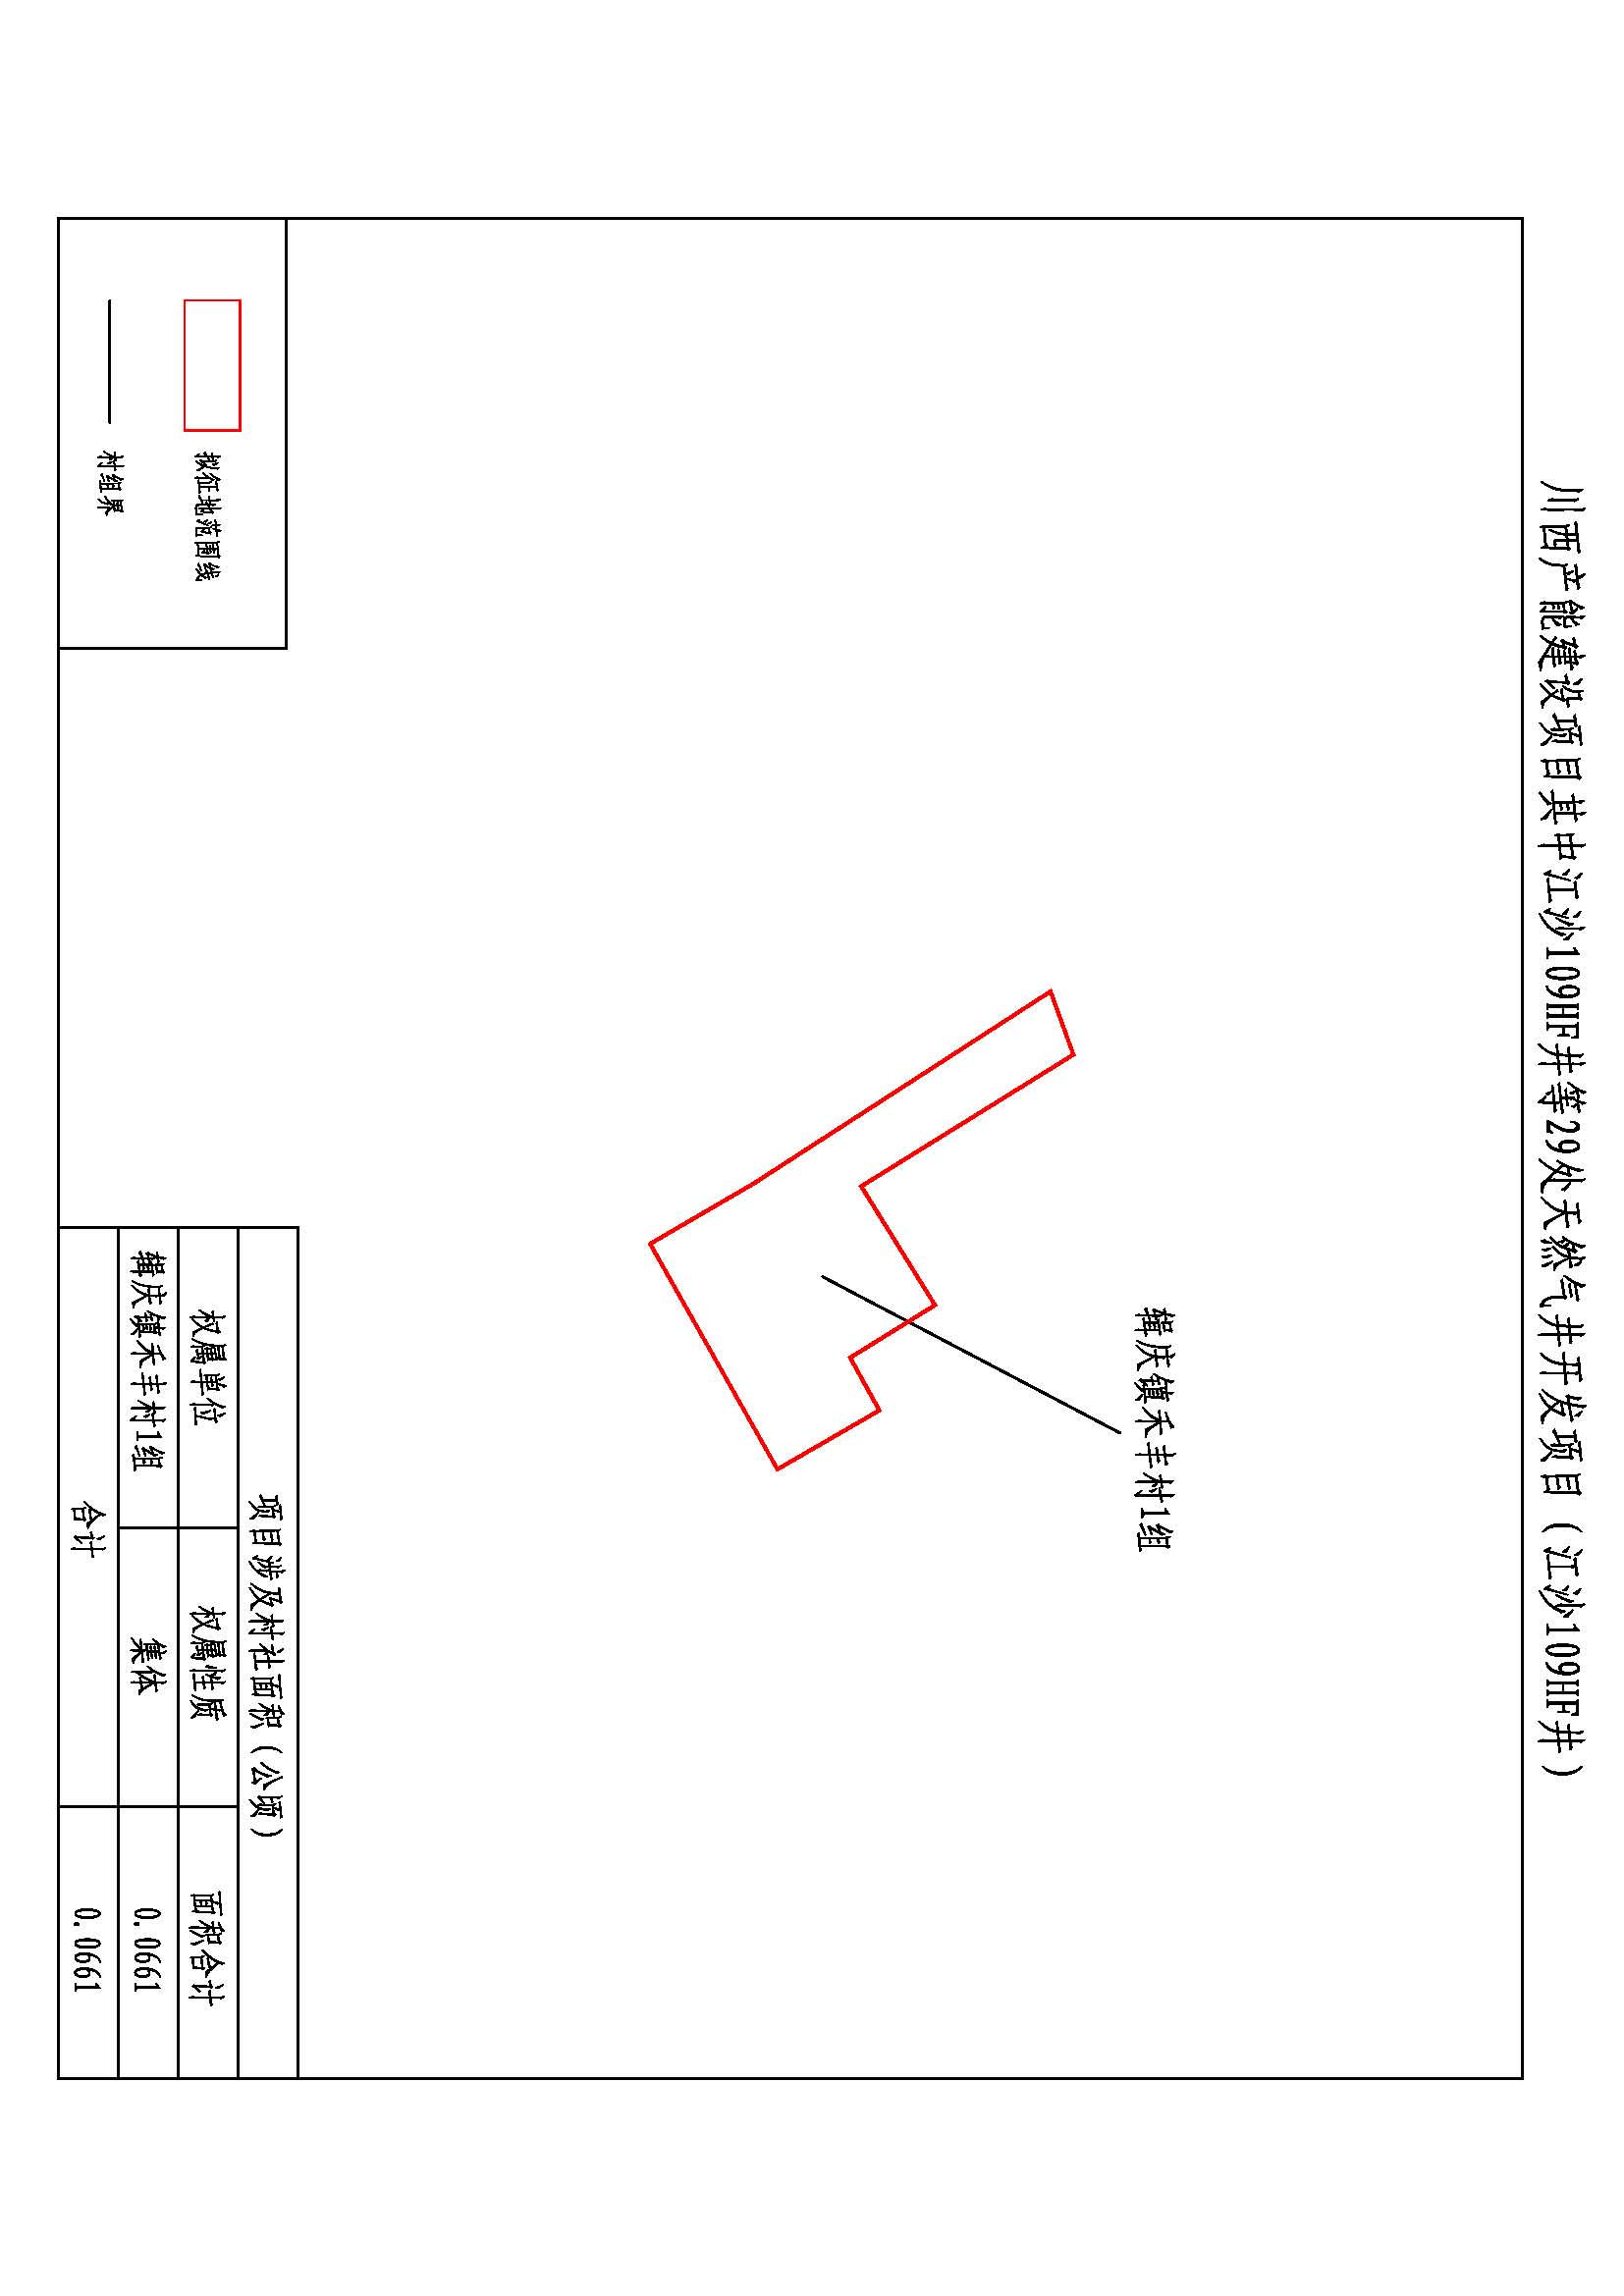 川西产能建设项目其中江沙109HF井等29处天然气井开发项目（江沙109HF井）
辑庆镇禾丰村1组
拟征地范围线
村组界
项目涉及村社面积（公顷）
权属单位 权属性质 面积合计
辑庆镇禾丰村1组 集体 0.0661
合计 0.0661